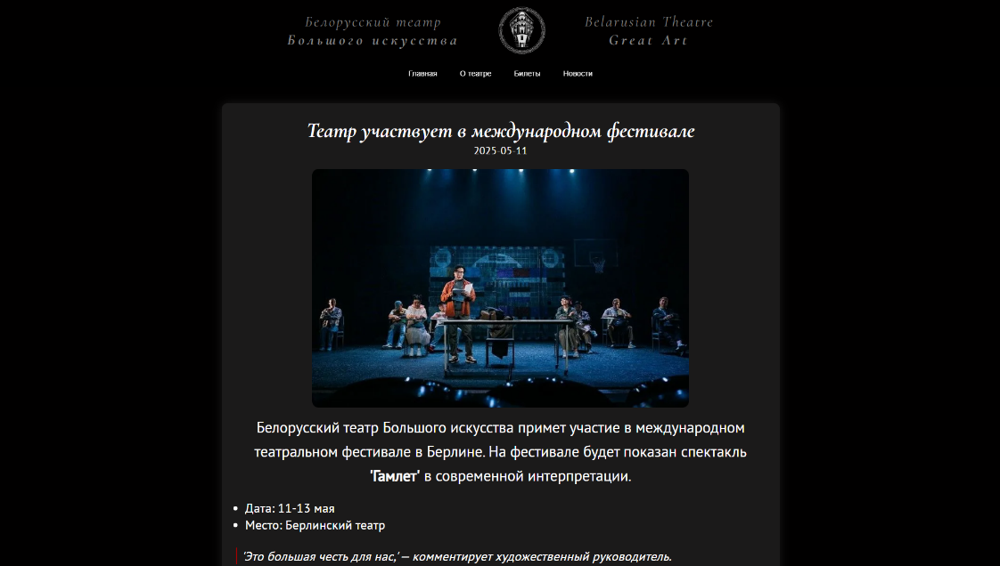 Белорусский театр
Большого искусства
Belarusian Theatre
Great Art
Главная О театре Билеты Новости
Театр участвует в международном фестивале
2025-05-11
Белорусский театр Большого искусства примет участие в международном
театральном фестивале в Берлине. На фестивале будет показан спектакль
'Гамлет' в современной интерпретации.
• Дата: 11-13 мая
• Место: Берлинский театр
'Это большая честь для нас,' — комментирует художественный руководитель.